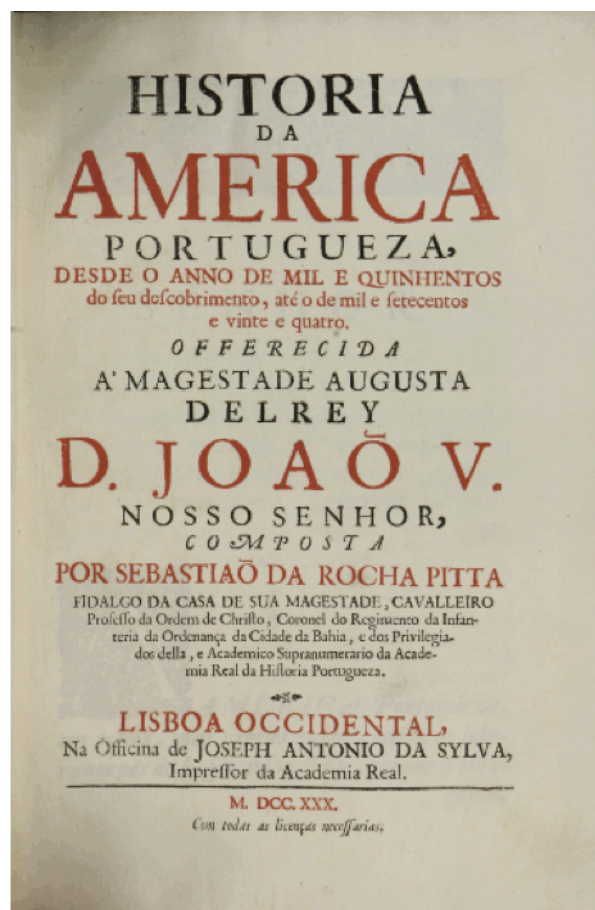 HISTORIA
DA
AMERICA
PORTUGUEZA,
DESDE O ANNO DE MIL E QUINHENTOS
do ſeu deſcobrimento, até o de mil e ſetecentos
e vinte e quatro.
OFFERECIDA
A' MAGESTADE AUGUSTA
DELREY
D. JOAÕ V.
NOSSO SENHOR,
COMPOSTA
POR SEBASTIAÕ DA ROCHA PITTA
FIDALGO DA CASA DE SUA MAGESTADE, CAVALLEIRO
Profeſſo da Ordem de Chriſto, Coronel do Regimento da Infan-
teria da Ordenança da Cidade da Bahia, e dos Privilegia-
dos della, e Academico Supranumerario da Acade-
mia Real da Hiſtoria Portugueza.
LISBOA OCCIDENTAL,
Na Officina de JOSEPH ANTONIO DA SYLVA,
Impreſſor da Academia Real.
M. DCC. XXX.
Com todas as licenças neceſſarias.